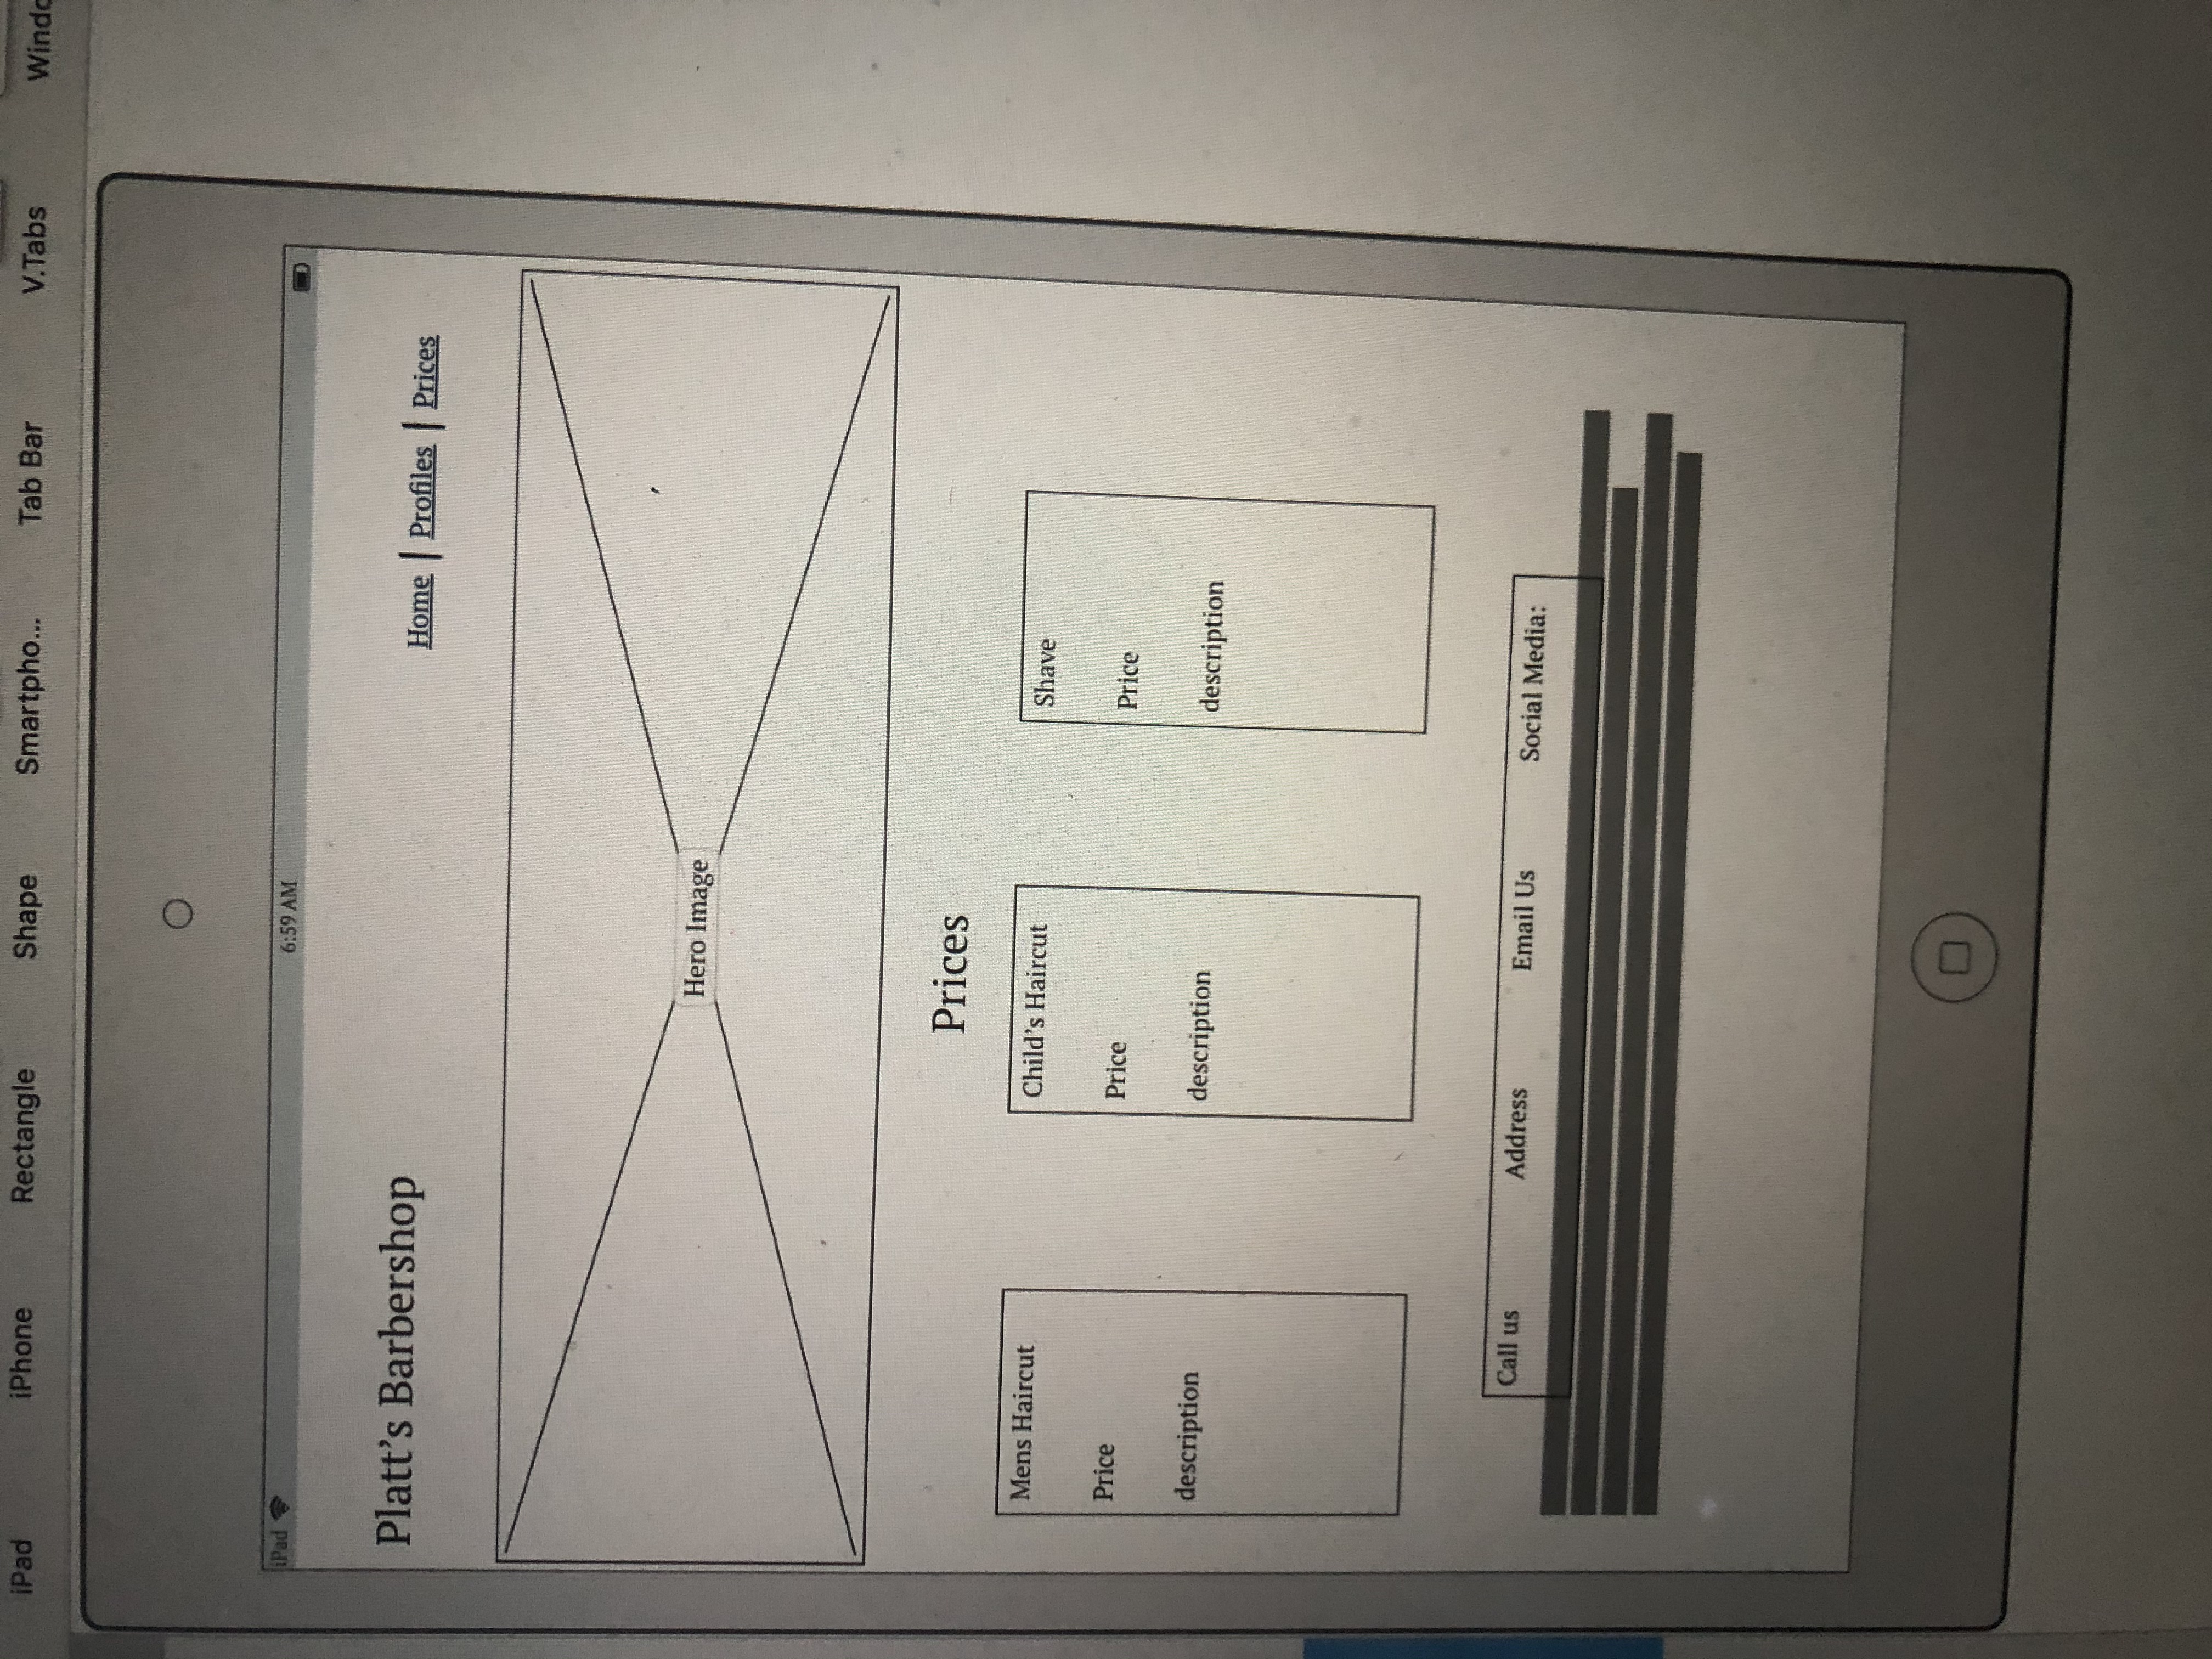 iPad iPhone Rectangle Shape Smartpho... Tab Bar V.Tabs
iPad 6:59 AM
Platt’s Barbershop
Home | Profiles | Prices
Hero Image
Prices
Mens Haircut
Price
description
Child’s Haircut
Price
description
Shave
Price
description
Call us Address Email Us Social Media: